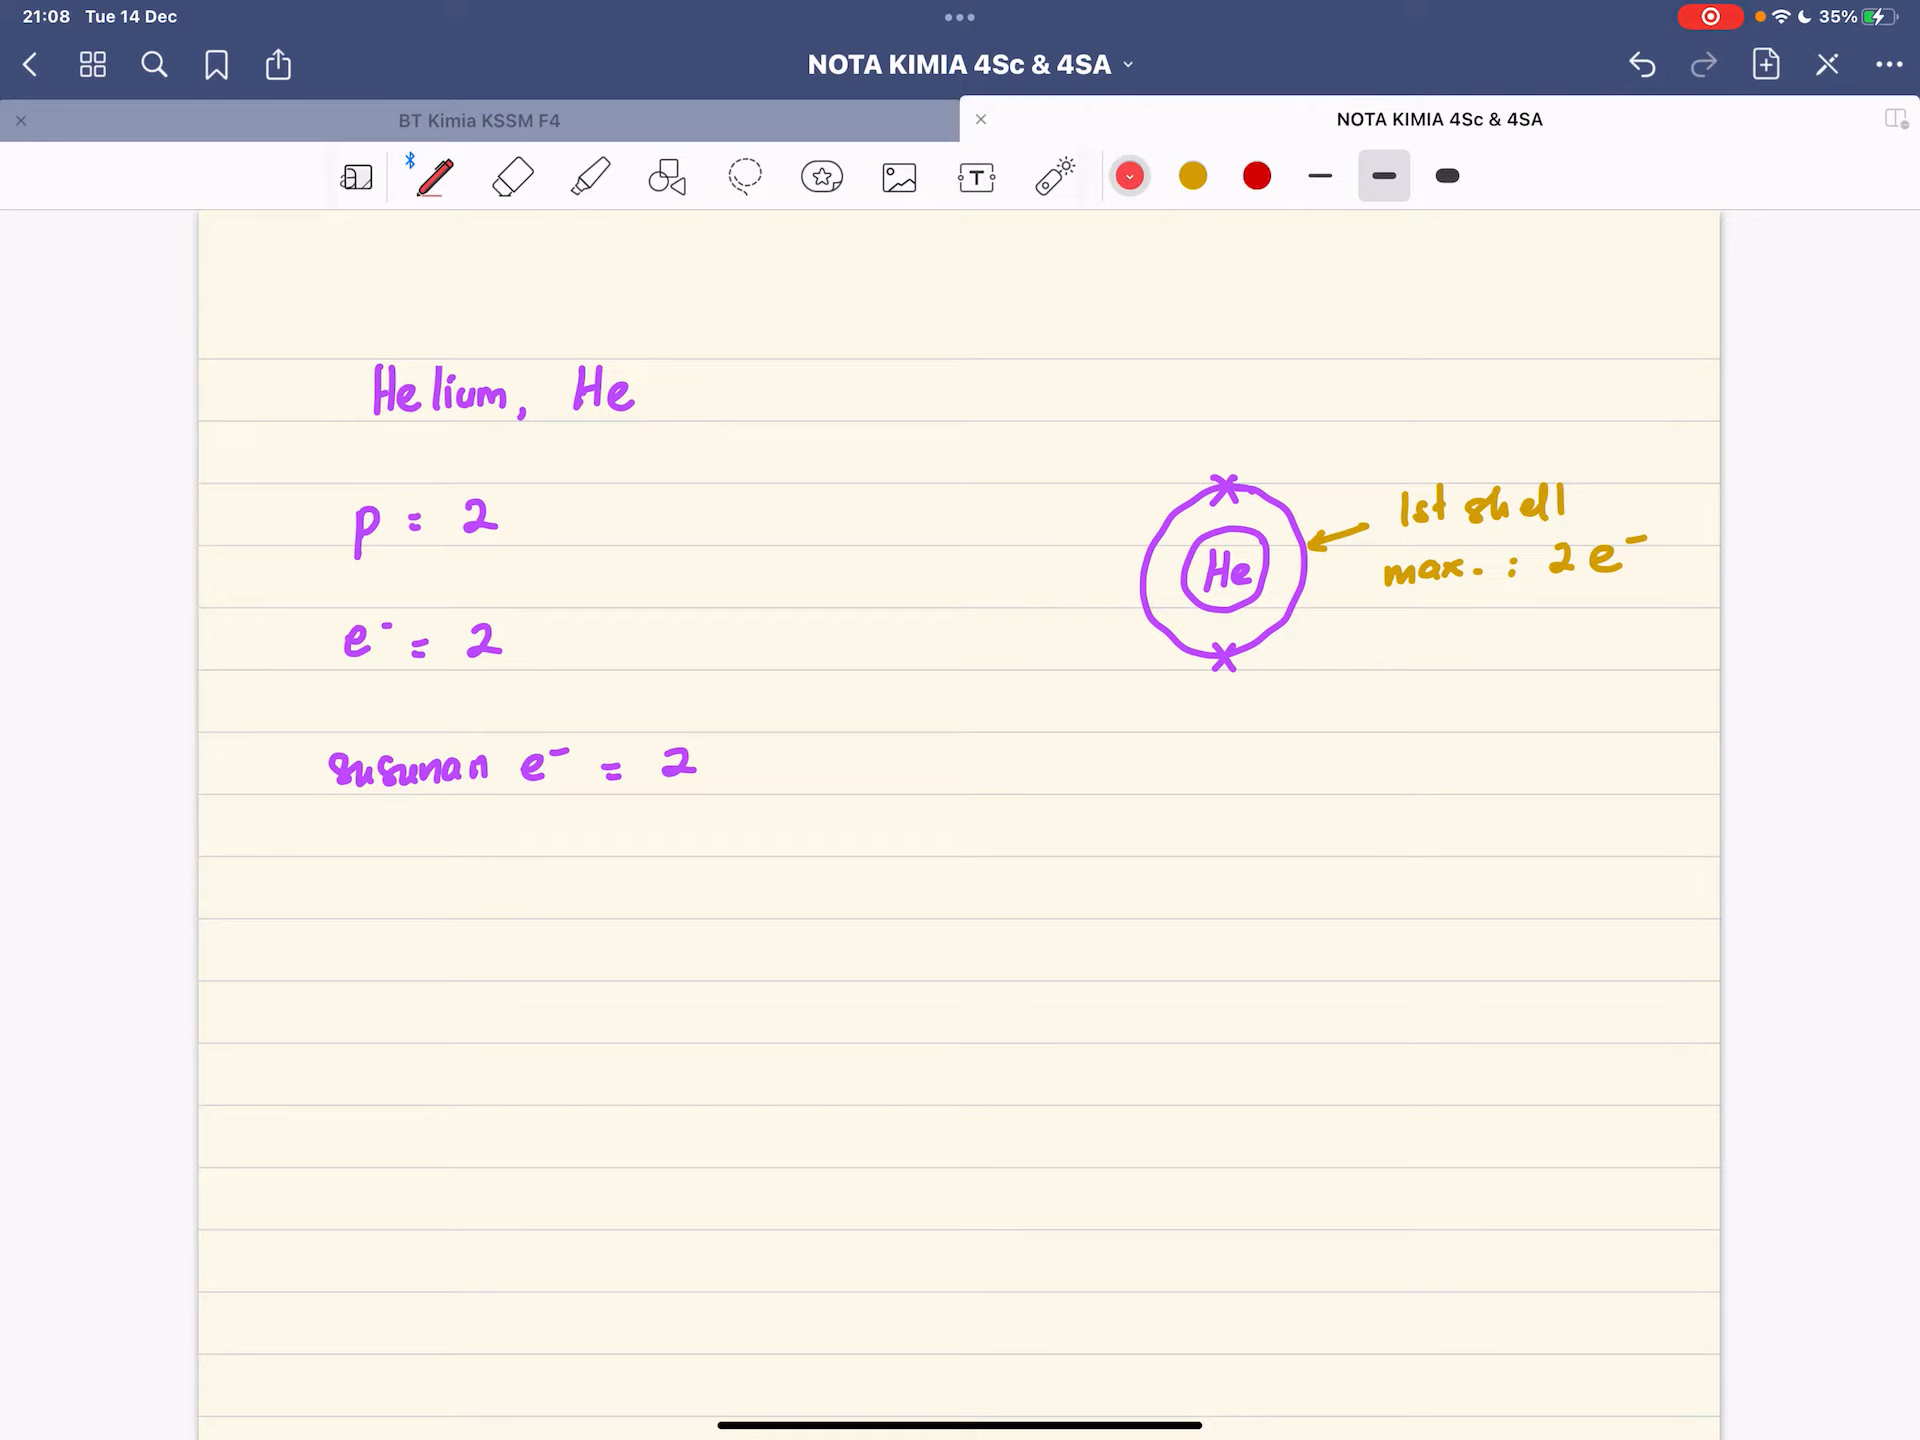 21:08 Tue 14 Dec
35%
NOTA KIMIA 4Sc & 4SA
BT Kimia KSSM F4
NOTA KIMIA 4Sc & 4SA
Helium, He
p = 2
e⁻ = 2
susunan e⁻ = 2
He
1st shell
max. : 2 e⁻